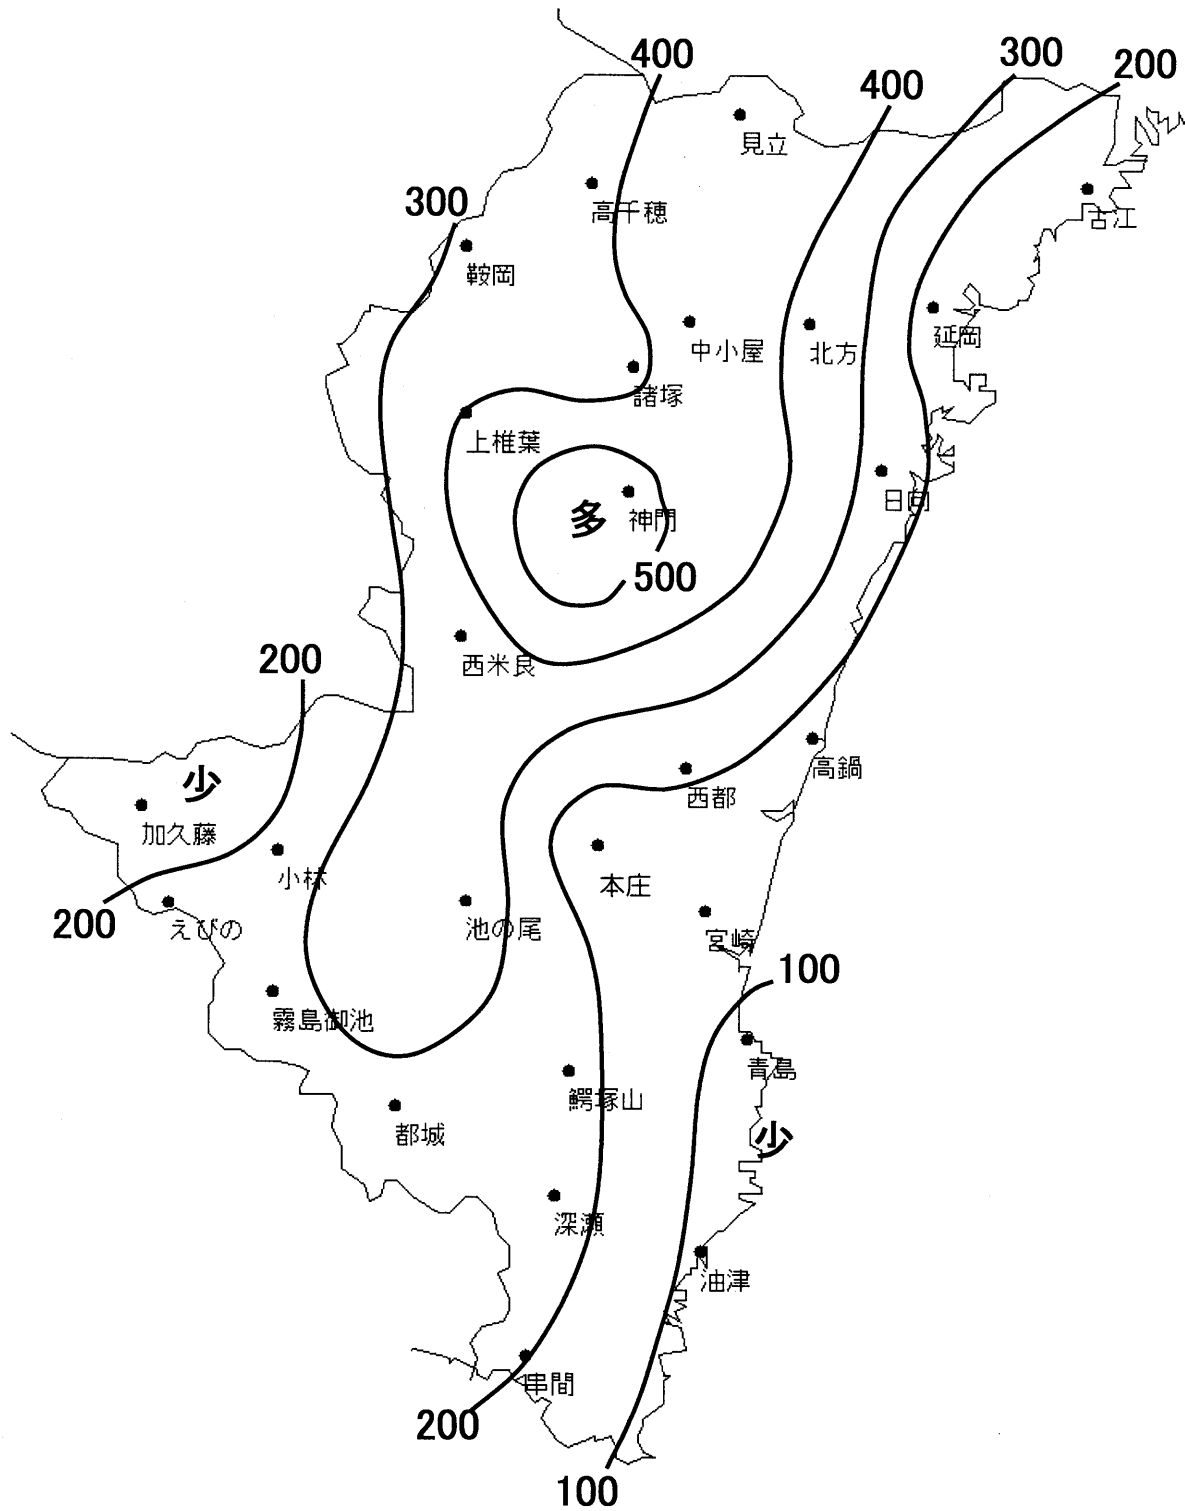 400
300
200
400
見立
高千穂
300
古江
鞍岡
延岡
中小屋
北方
諸塚
上椎葉
日向
多
神門
500
西米良
200
高鍋
少
西都
加久藤
小林
本庄
200
えびの
池の尾
宮崎
100
霧島御池
青島
鰐塚山
都城
少
深瀬
油津
串間
200
100